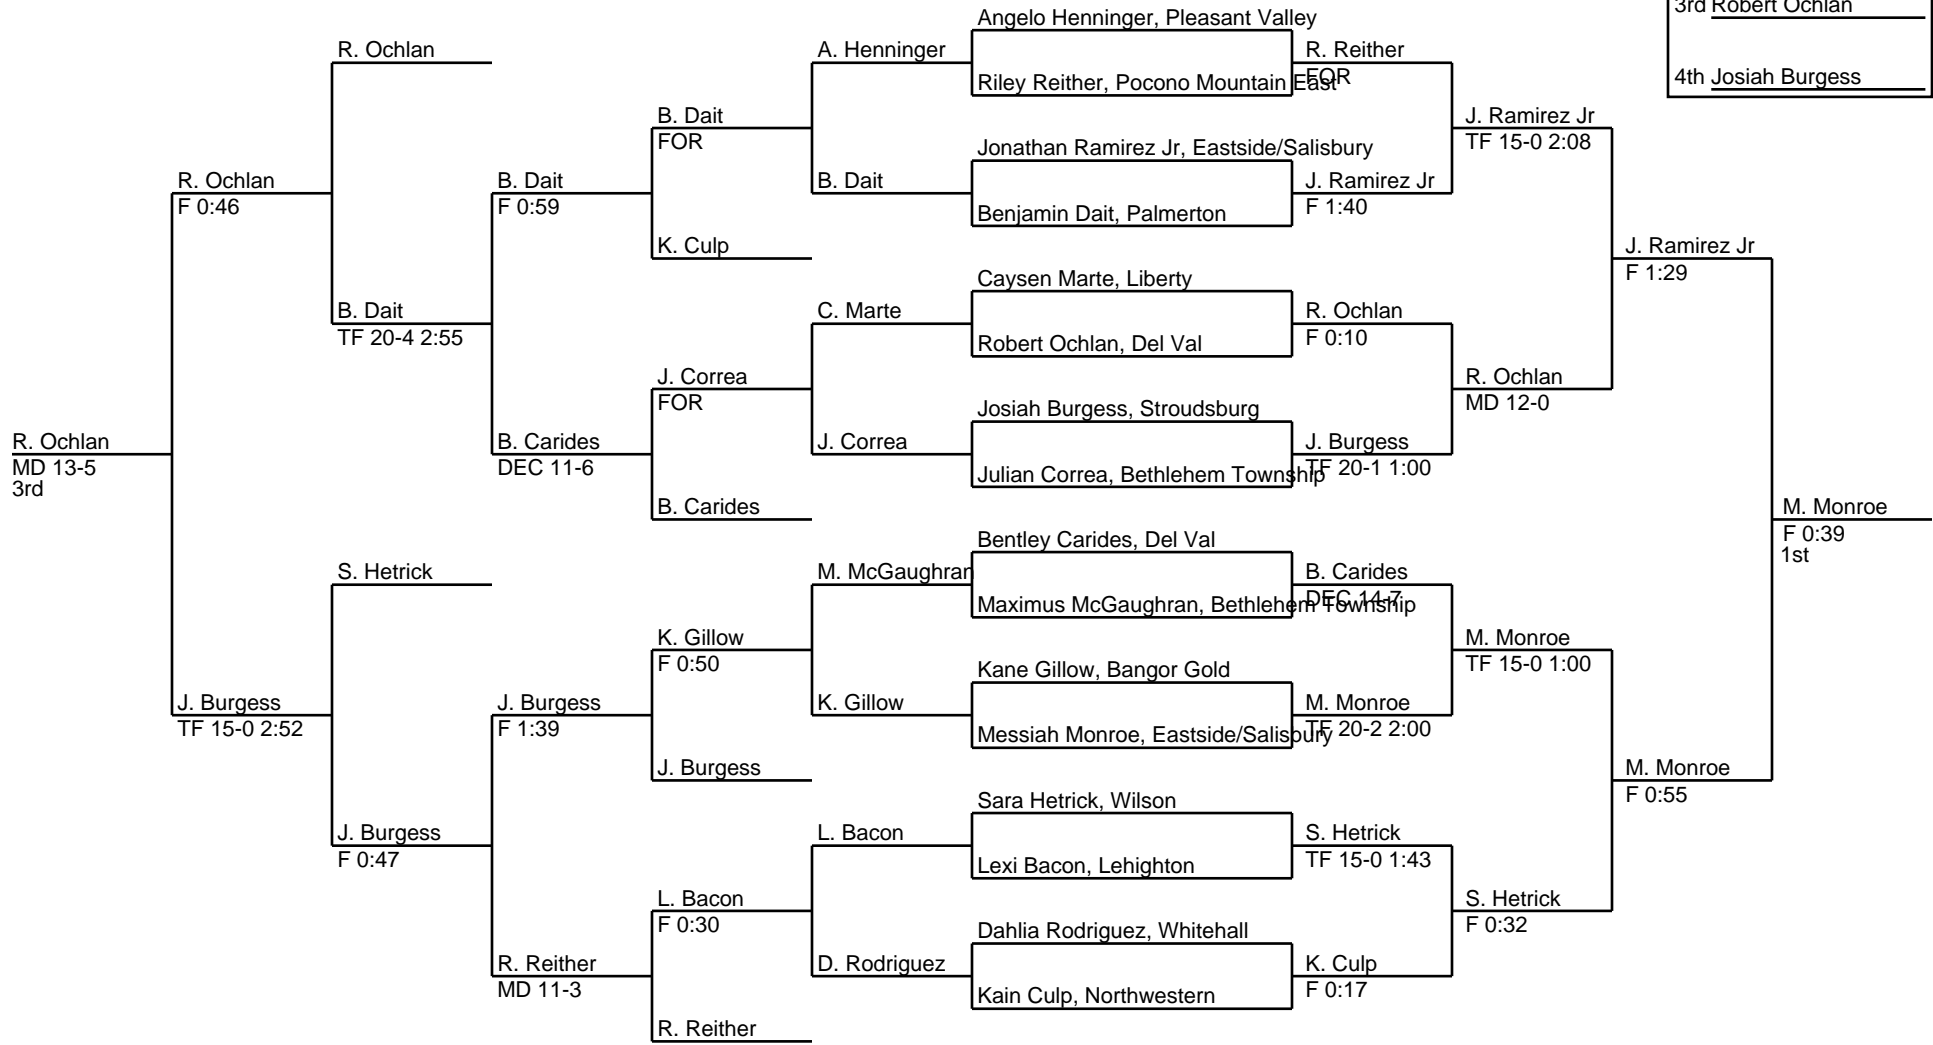 3rd Robert Ochlan
4th Josiah Burgess
R. Ochlan
MD 13-5
3rd
R. Ochlan
F 0:46
J. Burgess
TF 15-0 2:52
R. Ochlan
B. Dait
TF 20-4 2:55
S. Hetrick
J. Burgess
F 0:47
B. Dait
F 0:59
B. Carides
DEC 11-6
J. Burgess
F 1:39
R. Reither
MD 11-3
B. Dait
FOR
K. Culp
J. Correa
FOR
B. Carides
K. Gillow
F 0:50
J. Burgess
L. Bacon
F 0:30
R. Reither
A. Henninger
B. Dait
C. Marte
J. Correa
M. McGaughran
K. Gillow
L. Bacon
D. Rodriguez
Angelo Henninger, Pleasant Valley
Riley Reither, Pocono Mountain East
Jonathan Ramirez Jr, Eastside/Salisbury
Benjamin Dait, Palmerton
Caysen Marte, Liberty
Robert Ochlan, Del Val
Josiah Burgess, Stroudsburg
Julian Correa, Bethlehem Township
Bentley Carides, Del Val
Maximus McGaughran, Bethlehem Township
Kane Gillow, Bangor Gold
Messiah Monroe, Eastside/Salisbury
Sara Hetrick, Wilson
Lexi Bacon, Lehighton
Dahlia Rodriguez, Whitehall
Kain Culp, Northwestern
R. Reither
FOR
J. Ramirez Jr
F 1:40
R. Ochlan
F 0:10
J. Burgess
TF 20-1 1:00
B. Carides
DEC 14-7
M. Monroe
TF 20-2 2:00
S. Hetrick
TF 15-0 1:43
K. Culp
F 0:17
J. Ramirez Jr
TF 15-0 2:08
R. Ochlan
MD 12-0
M. Monroe
TF 15-0 1:00
S. Hetrick
F 0:32
J. Ramirez Jr
F 1:29
M. Monroe
F 0:55
M. Monroe
F 0:39
1st